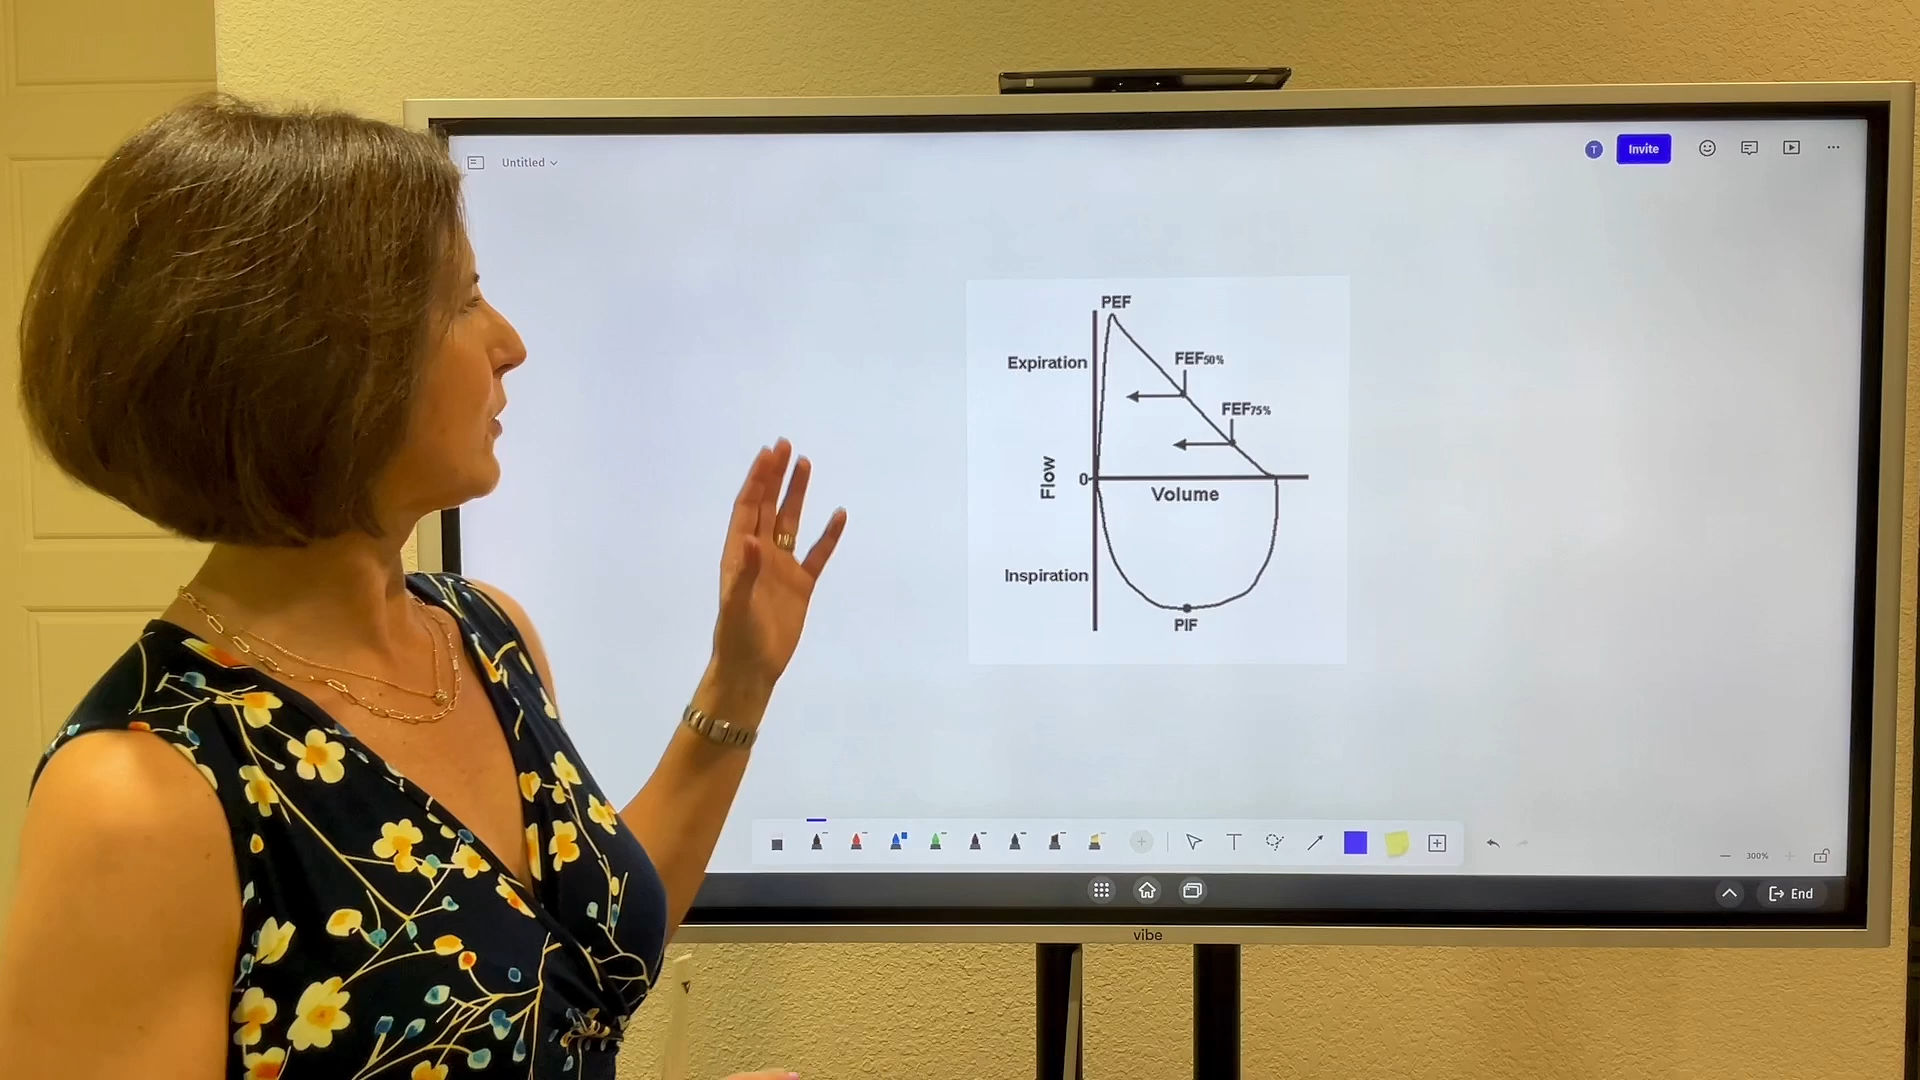 Untitled
T
Invite
PEF
Expiration
FEF50%
FEF75%
Flow
0
Volume
Inspiration
PIF
T
300%
End
vibe